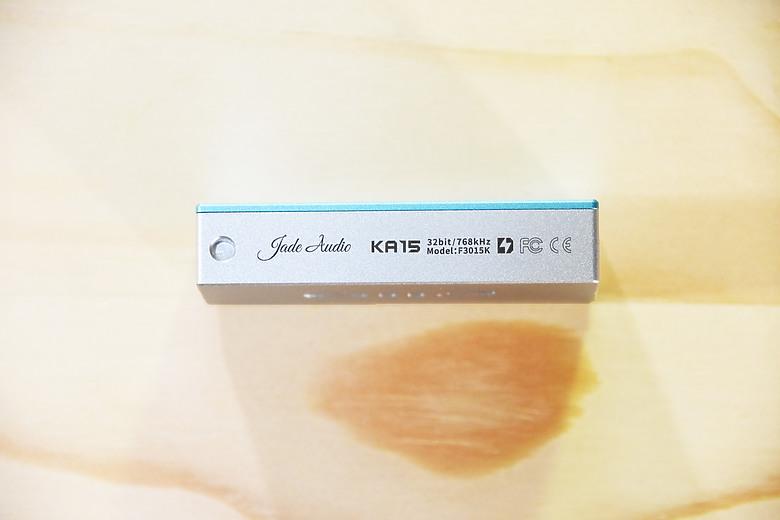 Jade Audio KA15 32bit/768kHz
Model:F3015K FC CE